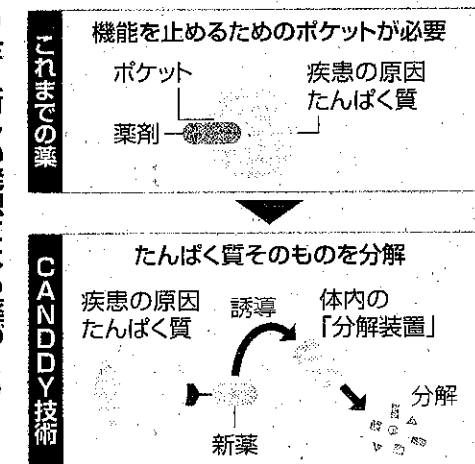 これまでの薬
機能を止めるためのポケットが必要
ポケット
疾患の原因
たんぱく質
薬剤
CANDDY技術
たんぱく質そのものを分解
疾患の原因
たんぱく質
誘導
体内の
「分解装置」
分解
新薬